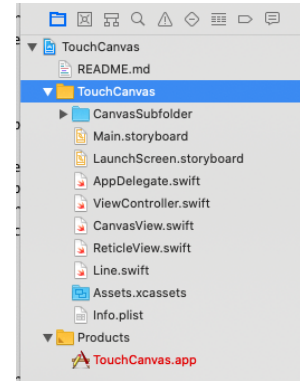 TouchCanvas
README.md
TouchCanvas
CanvasSubfolder
Main.storyboard
LaunchScreen.storyboard
AppDelegate.swift
ViewController.swift
CanvasView.swift
ReticleView.swift
Line.swift
Assets.xcassets
Info.plist
Products
TouchCanvas.app